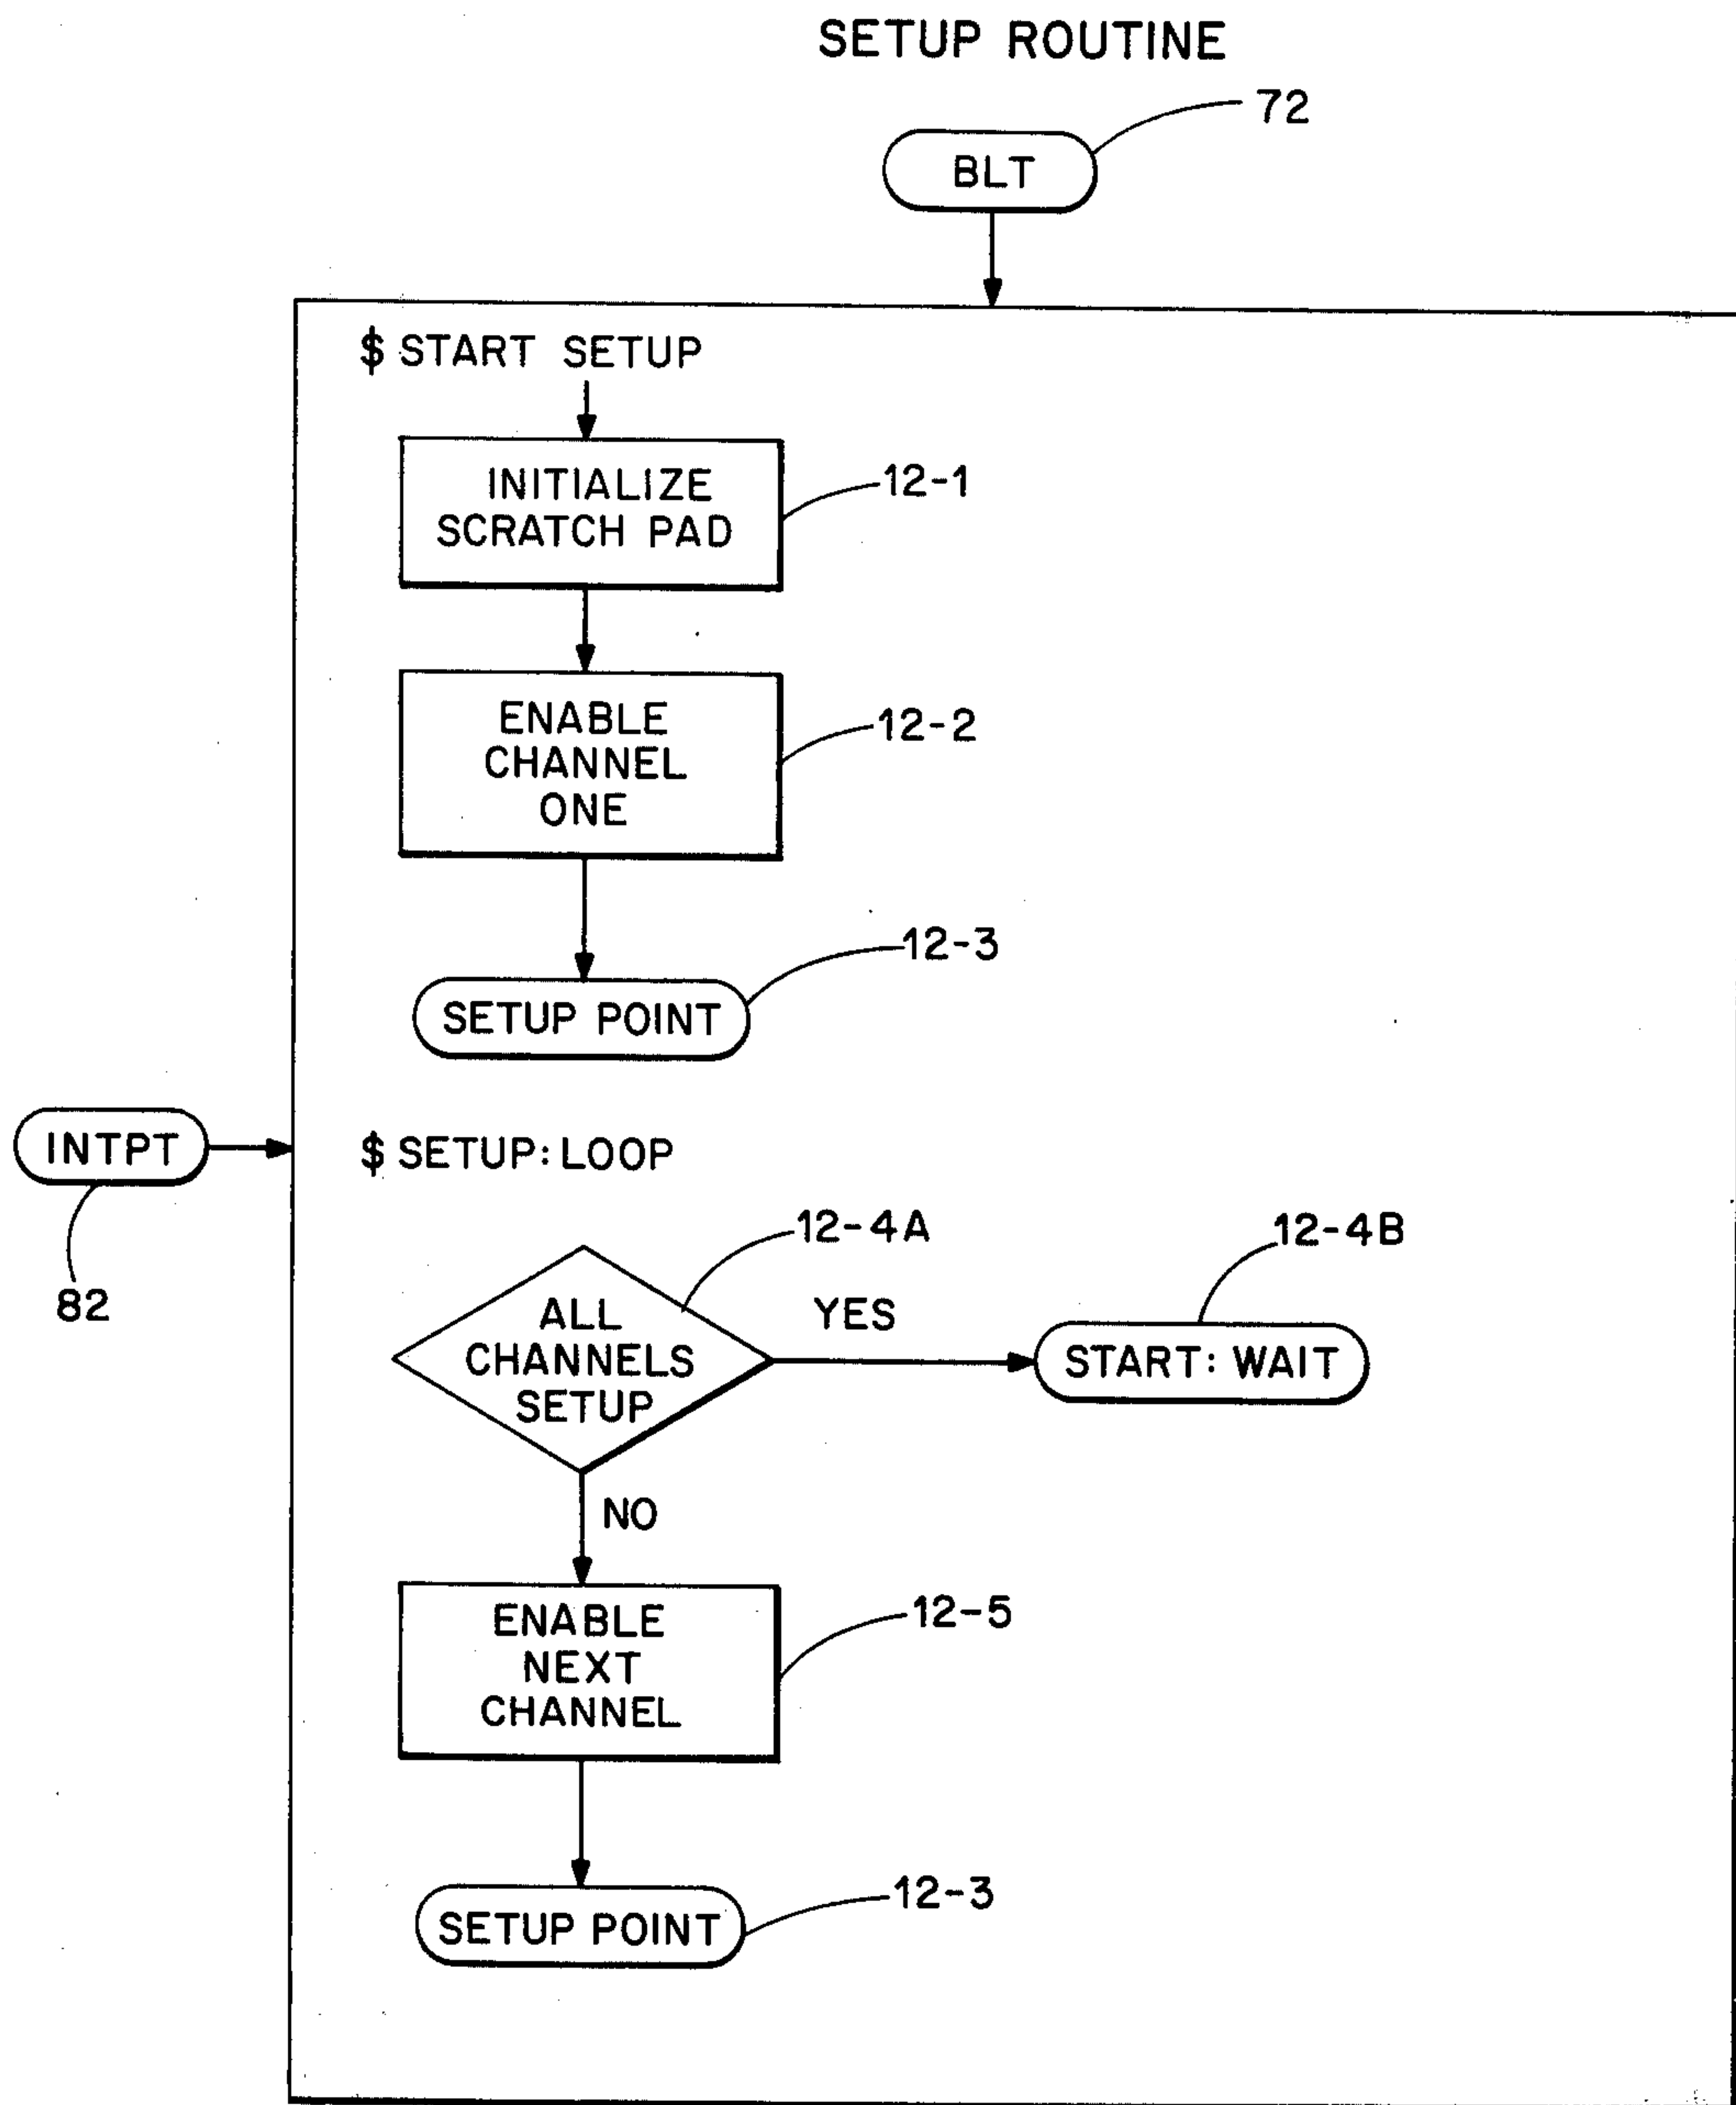 SETUP ROUTINE
72
BLT
$ START SETUP
INITIALIZE
SCRATCH PAD
12-1
ENABLE
CHANNEL
ONE
12-2
12-3
SETUP POINT
INTPT
82
$ SETUP: LOOP
12-4A
12-4B
ALL
CHANNELS
SETUP
YES
START: WAIT
NO
ENABLE
NEXT
CHANNEL
12-5
12-3
SETUP POINT